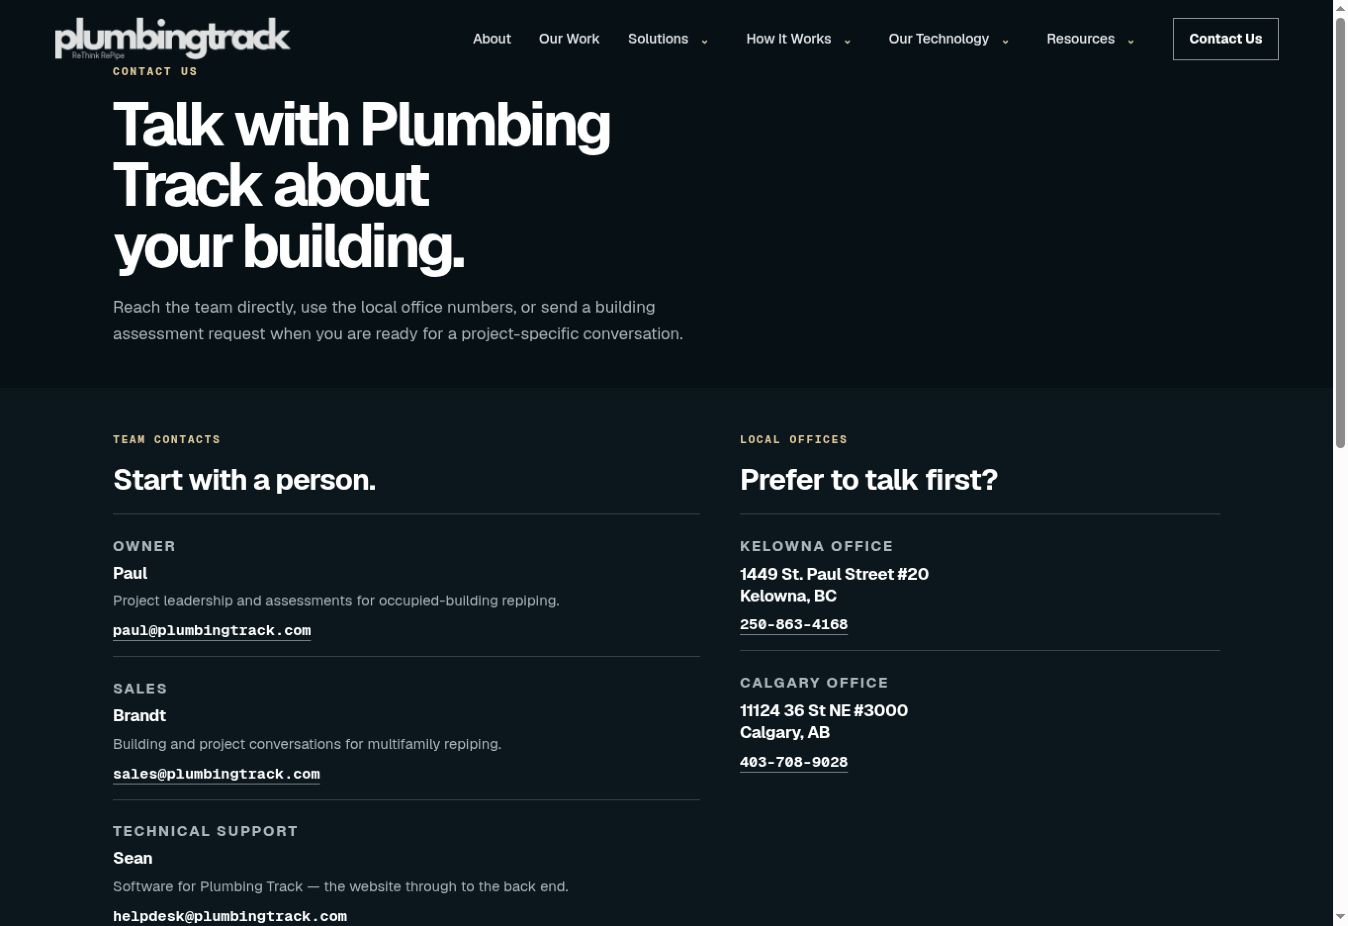 plumbingtrack
ReThink RePipe
About
Our Work
Solutions
How It Works
Our Technology
Resources
Contact Us
CONTACT US
Talk with Plumbing
Track about
your building.
Reach the team directly, use the local office numbers, or send a building
assessment request when you are ready for a project-specific conversation.
TEAM CONTACTS
Start with a person.
OWNER
Paul
Project leadership and assessments for occupied-building repiping.
paul@plumbingtrack.com
SALES
Brandt
Building and project conversations for multifamily repiping.
sales@plumbingtrack.com
TECHNICAL SUPPORT
Sean
Software for Plumbing Track — the website through to the back end.
helpdesk@plumbingtrack.com
LOCAL OFFICES
Prefer to talk first?
KELOWNA OFFICE
1449 St. Paul Street #20
Kelowna, BC
250-863-4168
CALGARY OFFICE
11124 36 St NE #3000
Calgary, AB
403-708-9028